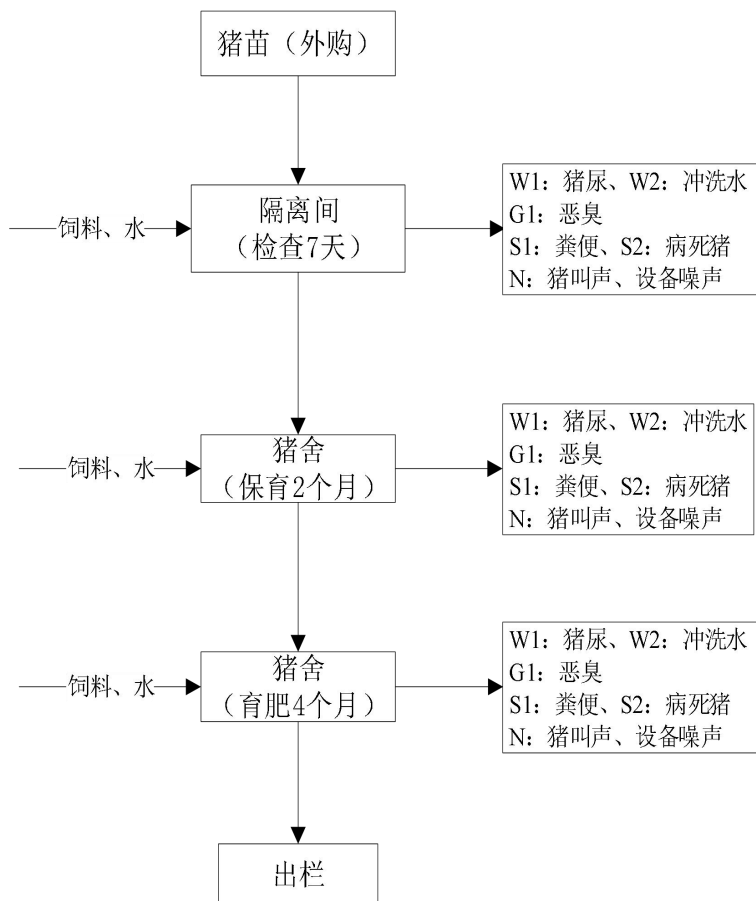 猪苗（外购）
饲料、水
隔离间
（检查7天）
W1：猪尿、W2：冲洗水
G1：恶臭
S1：粪便、S2：病死猪
N：猪叫声、设备噪声
饲料、水
猪舍
（保育2个月）
W1：猪尿、W2：冲洗水
G1：恶臭
S1：粪便、S2：病死猪
N：猪叫声、设备噪声
饲料、水
猪舍
（育肥4个月）
W1：猪尿、W2：冲洗水
G1：恶臭
S1：粪便、S2：病死猪
N：猪叫声、设备噪声
出栏